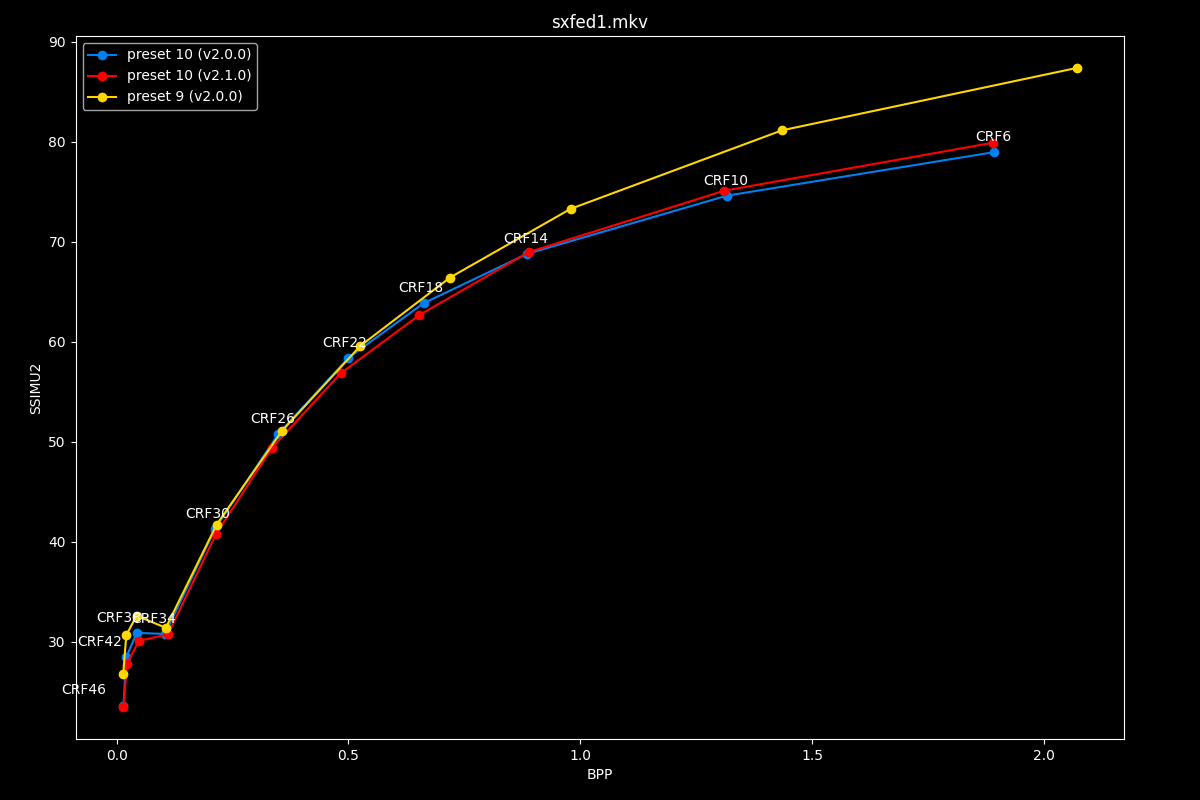 sxfed1.mkv
preset 10 (v2.0.0)
preset 10 (v2.1.0)
preset 9 (v2.0.0)
90
80
70
60
50
40
30
SSIMU2
CRF6
CRF10
CRF14
CRF18
CRF22
CRF26
CRF30
CRF34
CRF38
CRF42
CRF46
0.0
0.5
1.0
1.5
2.0
BPP